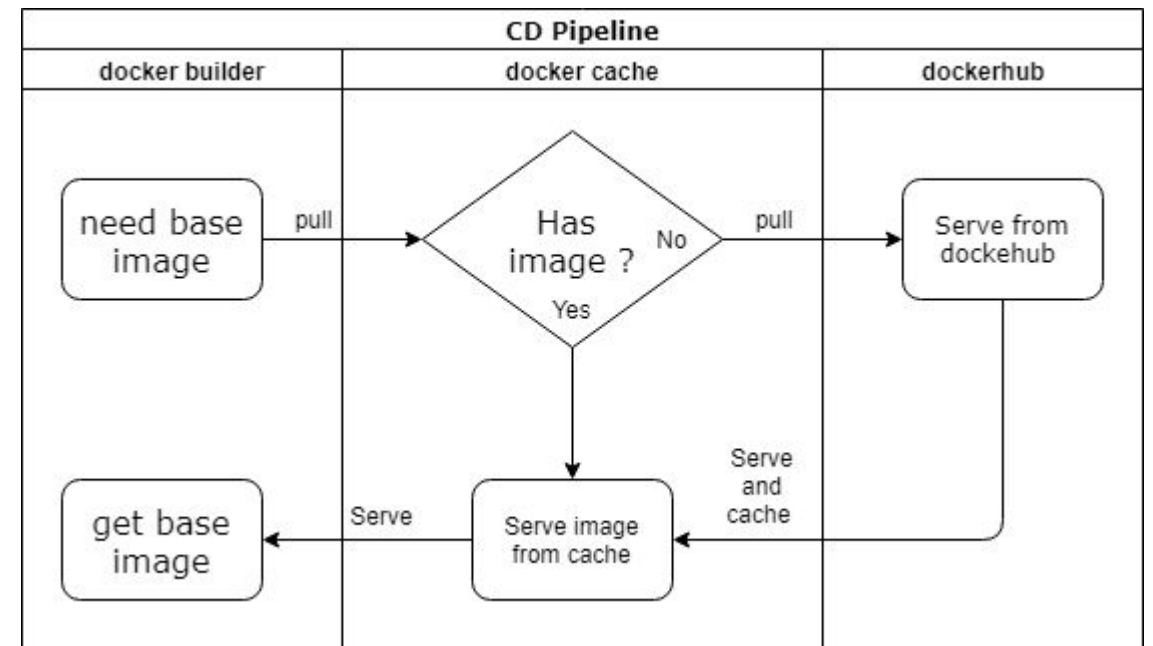 CD Pipeline
docker builder
docker cache
dockerhub
need base
image
pull
Has
image ?
No
Yes
pull
Serve from
dockehub
Serve
and
cache
get base
image
Serve
Serve image
from cache